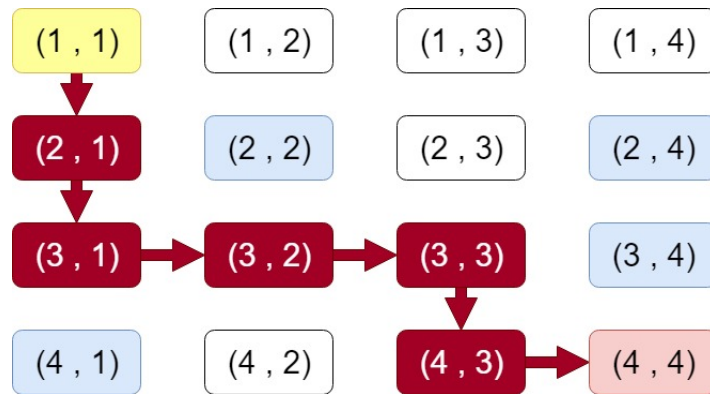 (1 , 1) (1 , 2) (1 , 3) (1 , 4)
(2 , 1) (2 , 2) (2 , 3) (2 , 4)
(3 , 1) (3 , 2) (3 , 3) (3 , 4)
(4 , 1) (4 , 2) (4 , 3) (4 , 4)